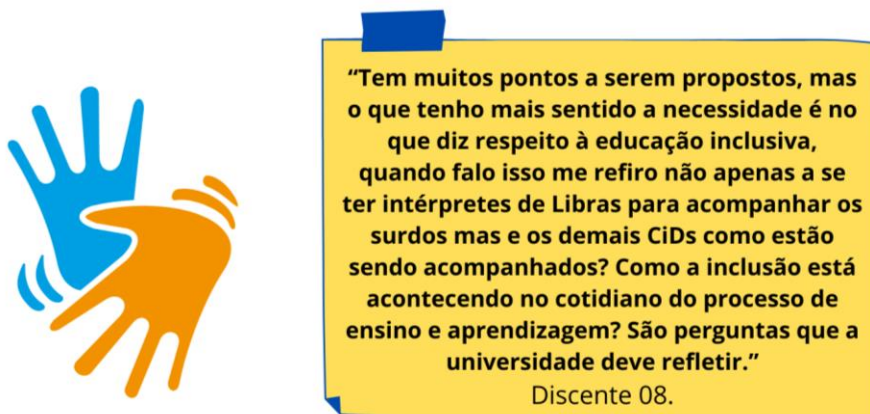 “Tem muitos pontos a serem propostos, mas
o que tenho mais sentido a necessidade é no
que diz respeito à educação inclusiva,
quando falo isso me refiro não apenas a se
ter intérpretes de Libras para acompanhar os
surdos mas e os demais CiDs como estão
sendo acompanhados? Como a inclusão está
acontecendo no cotidiano do processo de
ensino e aprendizagem? São perguntas que a
universidade deve refletir.”
Discente 08.